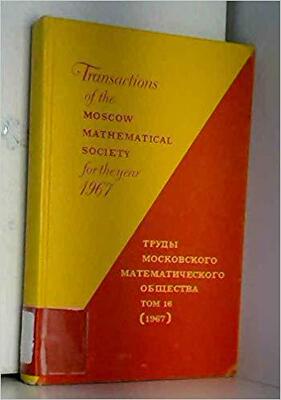 Transactions
of the
MOSCOW
MATHEMATICAL
SOCIETY
for the year
1967
ТРУДЫ
МОСКОВСКОГО
МАТЕМАТИЧЕСКОГО
ОБЩЕСТВА
ТОМ 16
(1967)